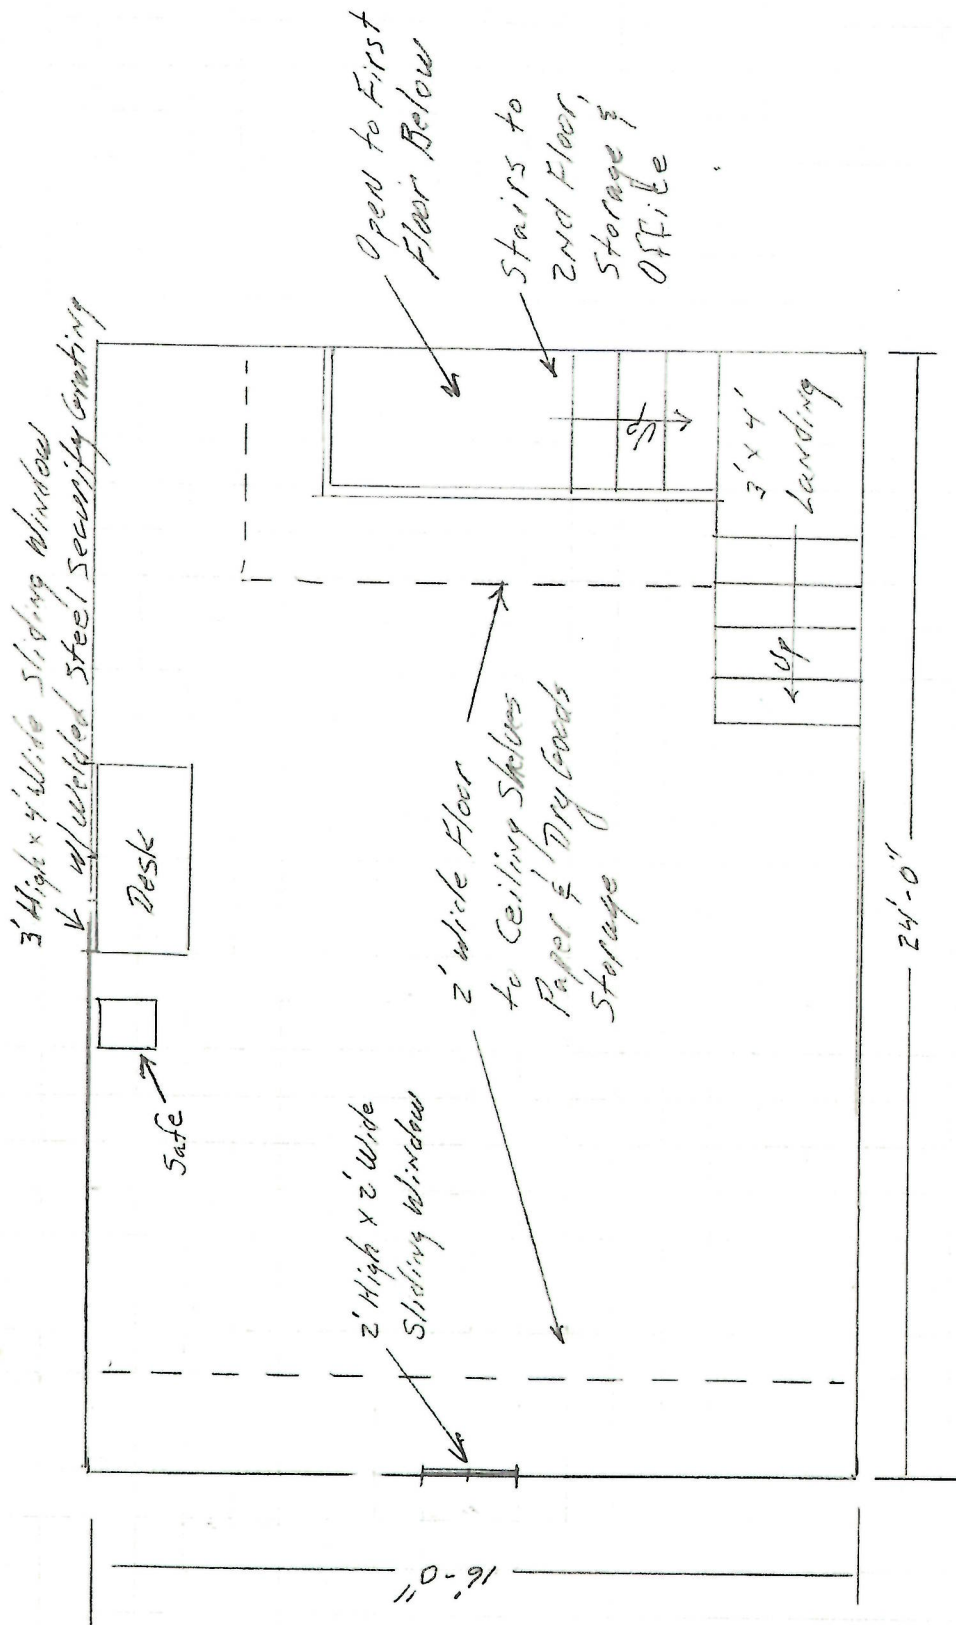 3' High x 4' Wide Sliding Window
w/ Welded Steel Security Grating
Open to First
Floor Below
Stairs to
2nd Floor,
Storage &
Office
Desk
Safe
Up
3' x 4'
Landing
Up
2' Wide Floor
to Ceiling Shelves
Paper & Dry Goods
Storage
2' High x 2' Wide
Sliding Window
16'-0"
24'-0"